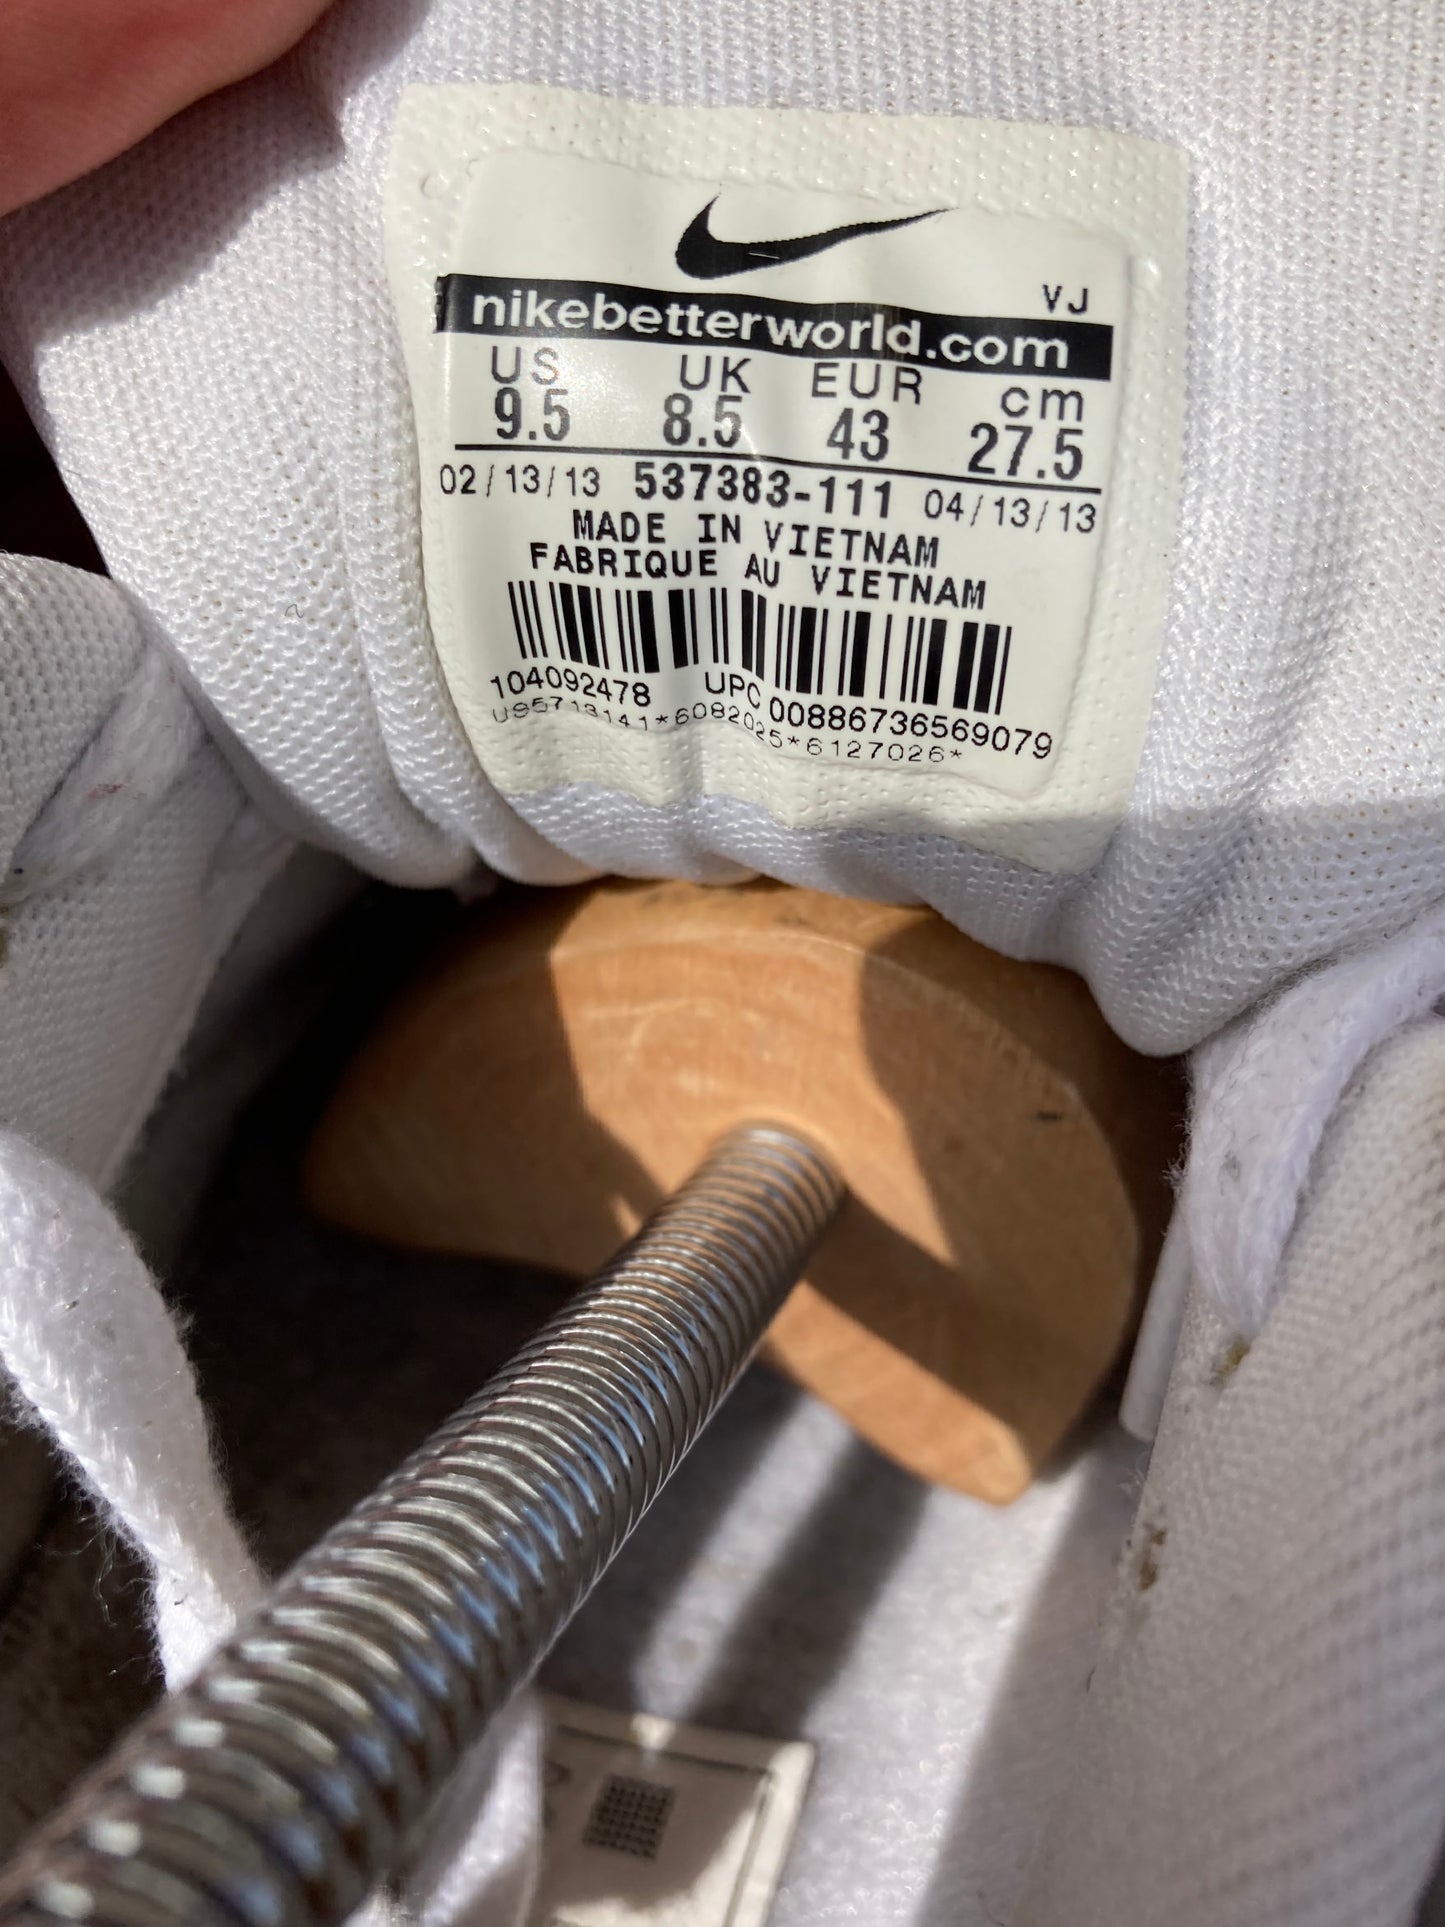 VJ
nikebetterworld.com
US UK EUR cm
9.5 8.5 43 27.5
02/13/13 537383-111 04/13/13
MADE IN VIETNAM
FABRIQUE AU VIETNAM
104092478 UPC 00886736569079
U95713141*6082025*6127026*